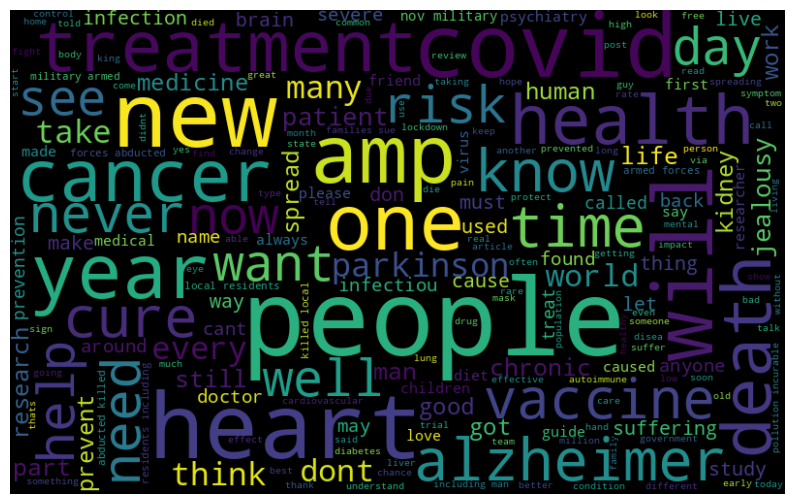 control
told
died
common
infection
brain
severe
nov military
psychiatry
high
look
free
live
fight
body
king
treatment
covid
day
work
start
military armed
come
great
review
post
read
spreading
see
new
medicine
many
risk
human
first
symptom
two
take
patient
friend
taking
hope
guy
rate
health
made
forces abducted
didnt
yes
month
state
families sue
due
use
lockdown
virus
keep
another
prevented
long
call
amp
know
life
armed forces
person
via
cancer
find
change
spread
please
don
die
must
called
back
kidney
researcher
jealousy
never
now
type
tell
pain
protect
say
mental
living
make
medical
name
always
one
used
time
real
article
found
getting
impact
prevention
able
eye
want
parkinson
world
thing
show
year
local residents
infectiou
cause
often
mask
rare
treat
population
let
even
someone
bad
without
sign
way
killed local
people
will
death
cure
around
cant
every
drug
disea
suffer
healthy
talk
going
much
lung
autoimmune
caused
anyone
low
research
help
thats
still
well
man
children
diet
chronic
effective
soon
old
need
abducted killed
residents including
doctor
cardiovascular
vaccine
care
pollution incurable
prevent
heart
may
good
got
guide
trial
suffering
million
hand
family
government
part
something
effect
said
love
team
think
diabetes
dont
liver
alzheimer
study
best
chance
thank
understand
including man
better
condition
different
early
today